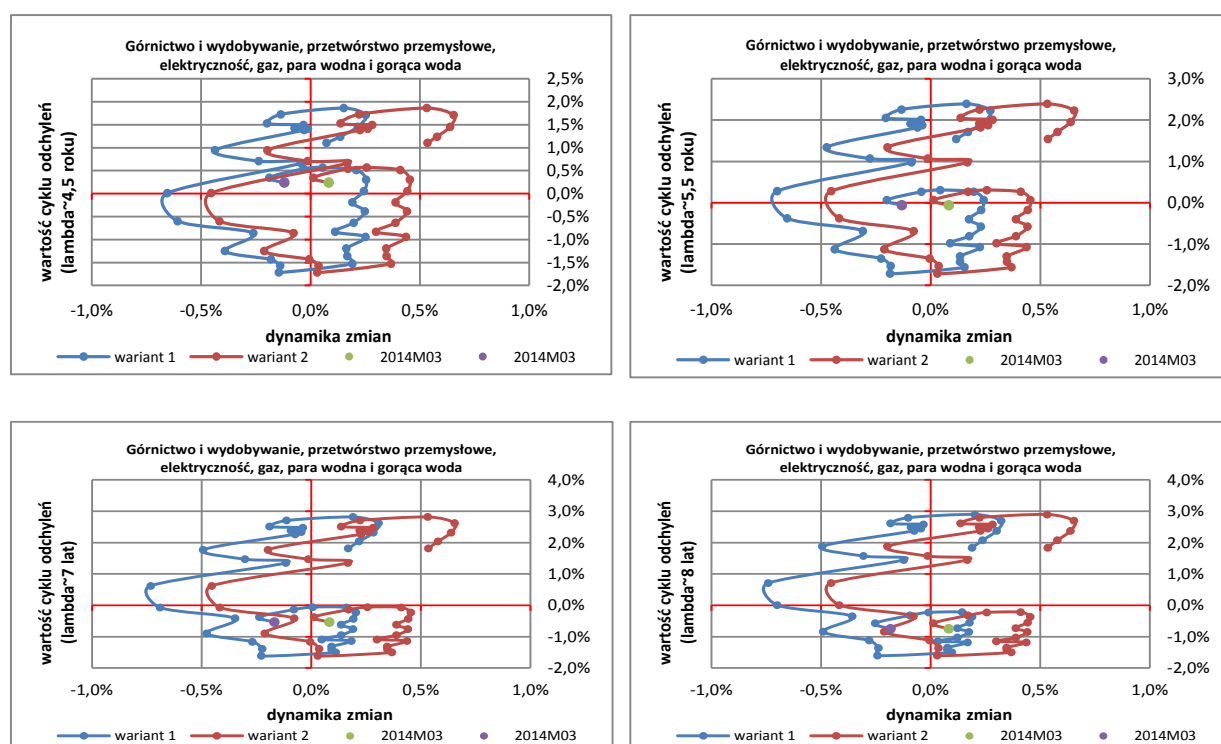 Górnictwo i wydobywanie, przetwórstwo przemysłowe,
elektryczność, gaz, para wodna i gorąca woda
2,5%
2,0%
1,5%
1,0%
0,5%
0,0%
-0,5%
-1,0%
-1,5%
-2,0%
wartość cyklu odchyleń
(lambda~4,5 roku)
-1,0% -0,5% 0,0% 0,5% 1,0%
dynamika zmian
wariant 1 wariant 2 2014M03 2014M03
Górnictwo i wydobywanie, przetwórstwo przemysłowe,
elektryczność, gaz, para wodna i gorąca woda
3,0%
2,0%
1,0%
0,0%
-1,0%
-2,0%
wartość cyklu odchyleń
(lambda~5,5 roku)
-1,0% -0,5% 0,0% 0,5% 1,0%
dynamika zmian
wariant 1 wariant 2 2014M03 2014M03
Górnictwo i wydobywanie, przetwórstwo przemysłowe,
elektryczność, gaz, para wodna i gorąca woda
4,0%
3,0%
2,0%
1,0%
0,0%
-1,0%
-2,0%
wartość cyklu odchyleń
(lambda~7 lat)
-1,0% -0,5% 0,0% 0,5% 1,0%
dynamika zmian
wariant 1 wariant 2 2014M03 2014M03
Górnictwo i wydobywanie, przetwórstwo przemysłowe,
elektryczność, gaz, para wodna i gorąca woda
4,0%
3,0%
2,0%
1,0%
0,0%
-1,0%
-2,0%
wartość cyklu odchyleń
(lambda~8 lat)
-1,0% -0,5% 0,0% 0,5% 1,0%
dynamika zmian
wariant 1 wariant 2 2014M03 2014M03